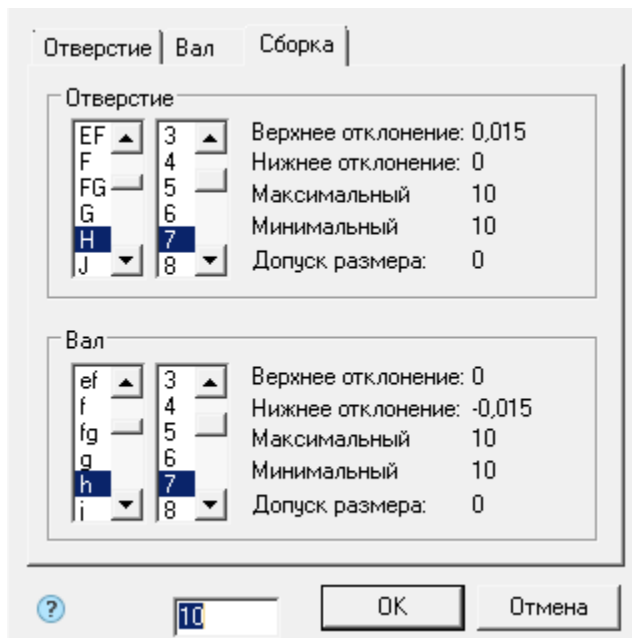 Отверстие Вал Сборка
Отверстие
EF 3 Верхнее отклонение: 0,015
F 4 Нижнее отклонение: 0
FG 5 Максимальный 10
G 6 Минимальный 10
H 7 Допуск размера: 0
J 8
Вал
ef 3 Верхнее отклонение: 0
f 4 Нижнее отклонение: -0,015
fg 5 Максимальный 10
g 6 Минимальный 10
h 7 Допуск размера: 0
j 8
? 10 OK Отмена